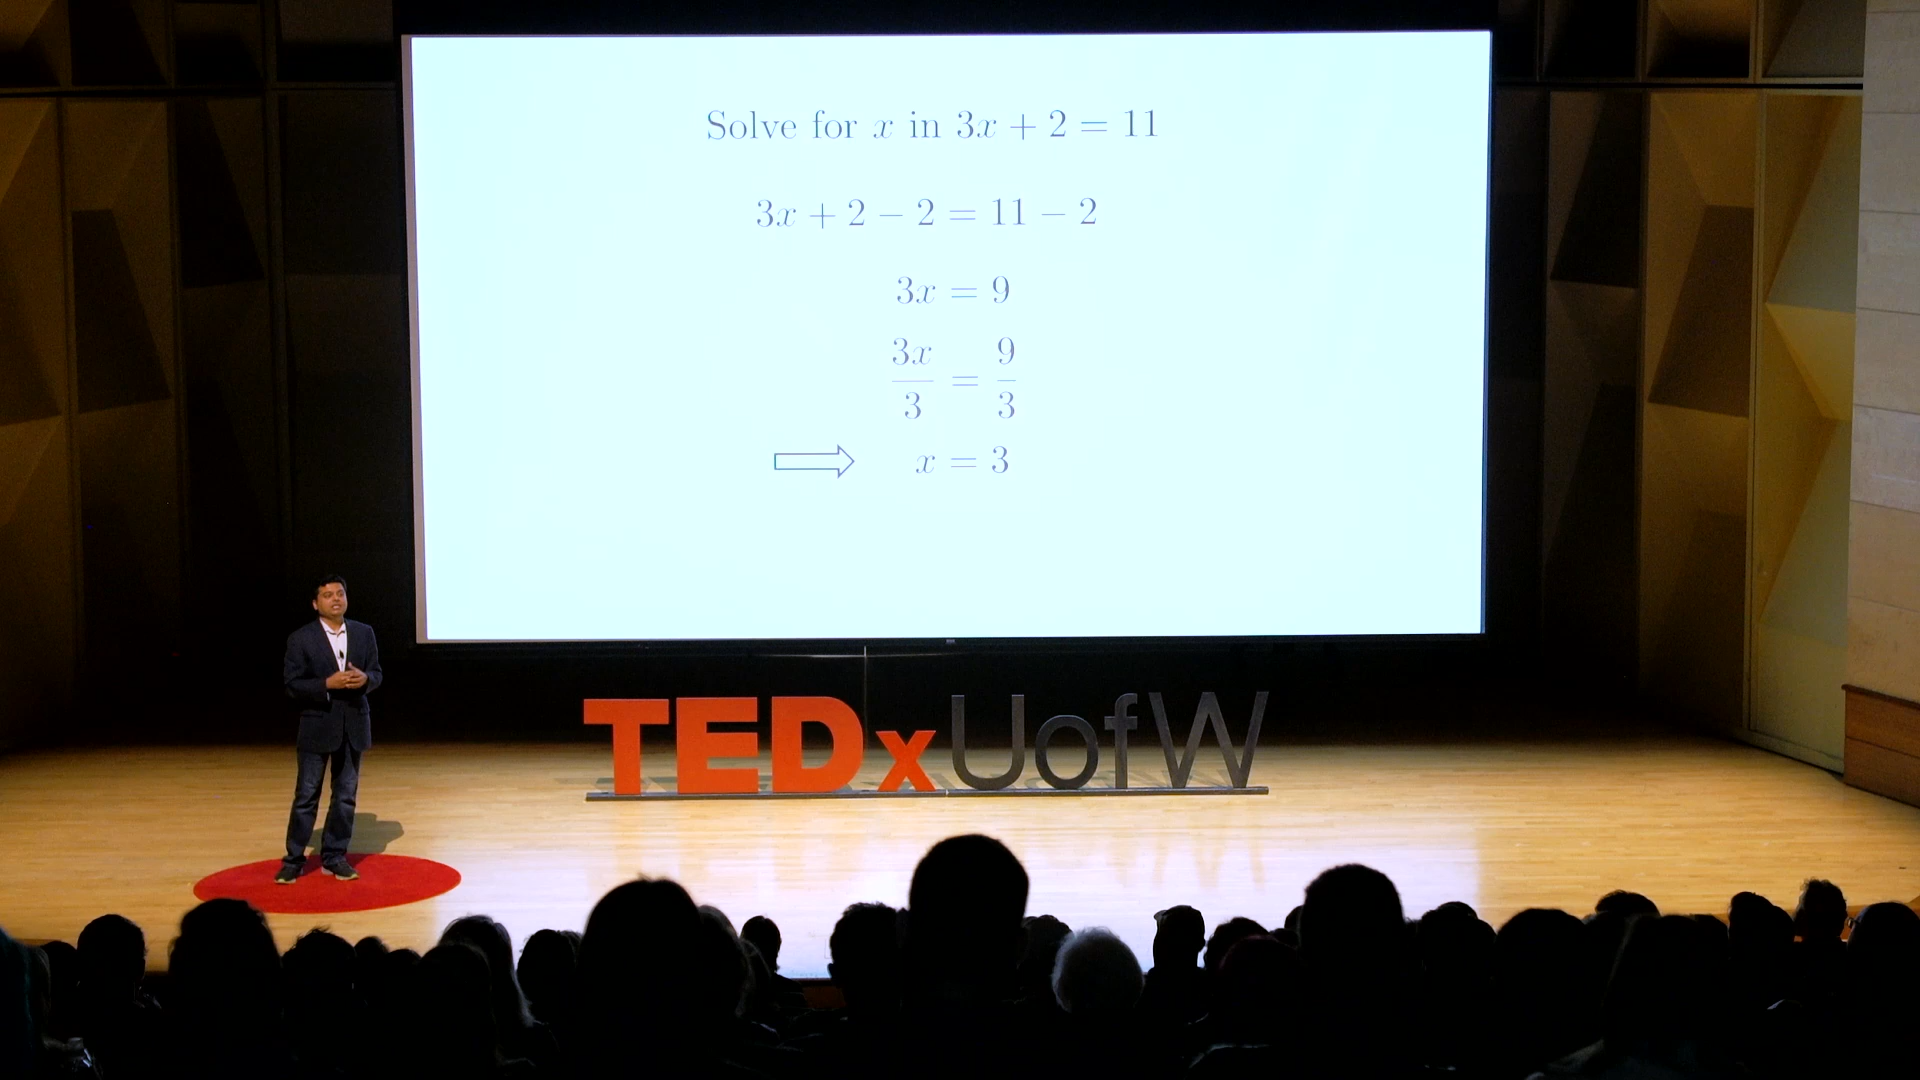 Solve for x in 3x + 2 = 11
3x + 2 − 2 = 11 − 2
3x = 9
3x/3 = 9/3
x = 3
TEDxUofW